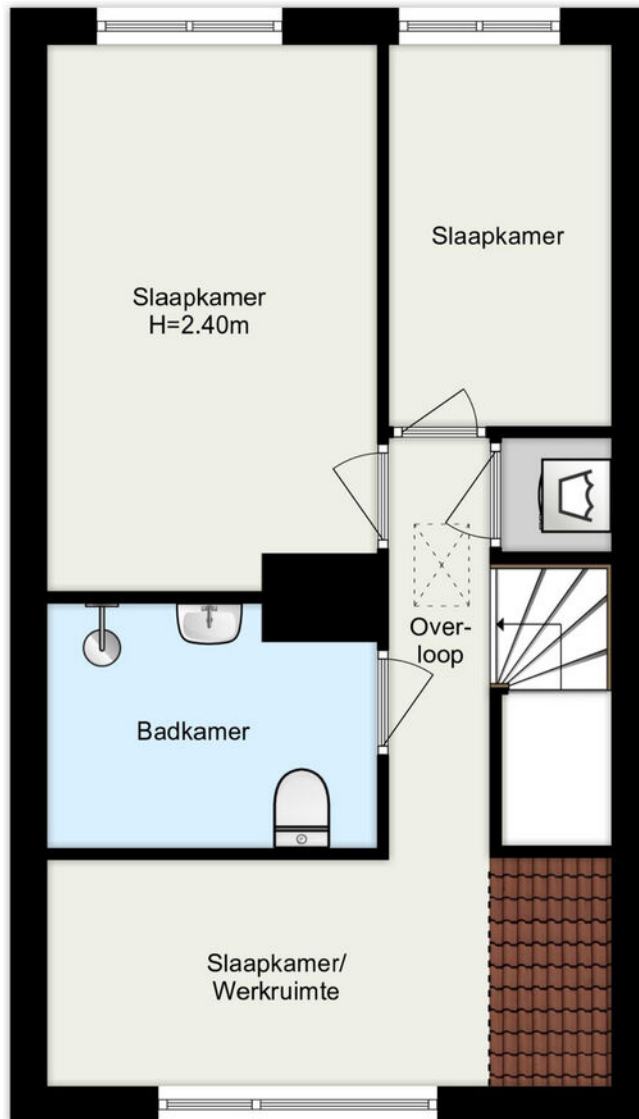 Slaapkamer
H=2.40m
Slaapkamer
Over-
loop
Badkamer
Slaapkamer/
Werkruimte